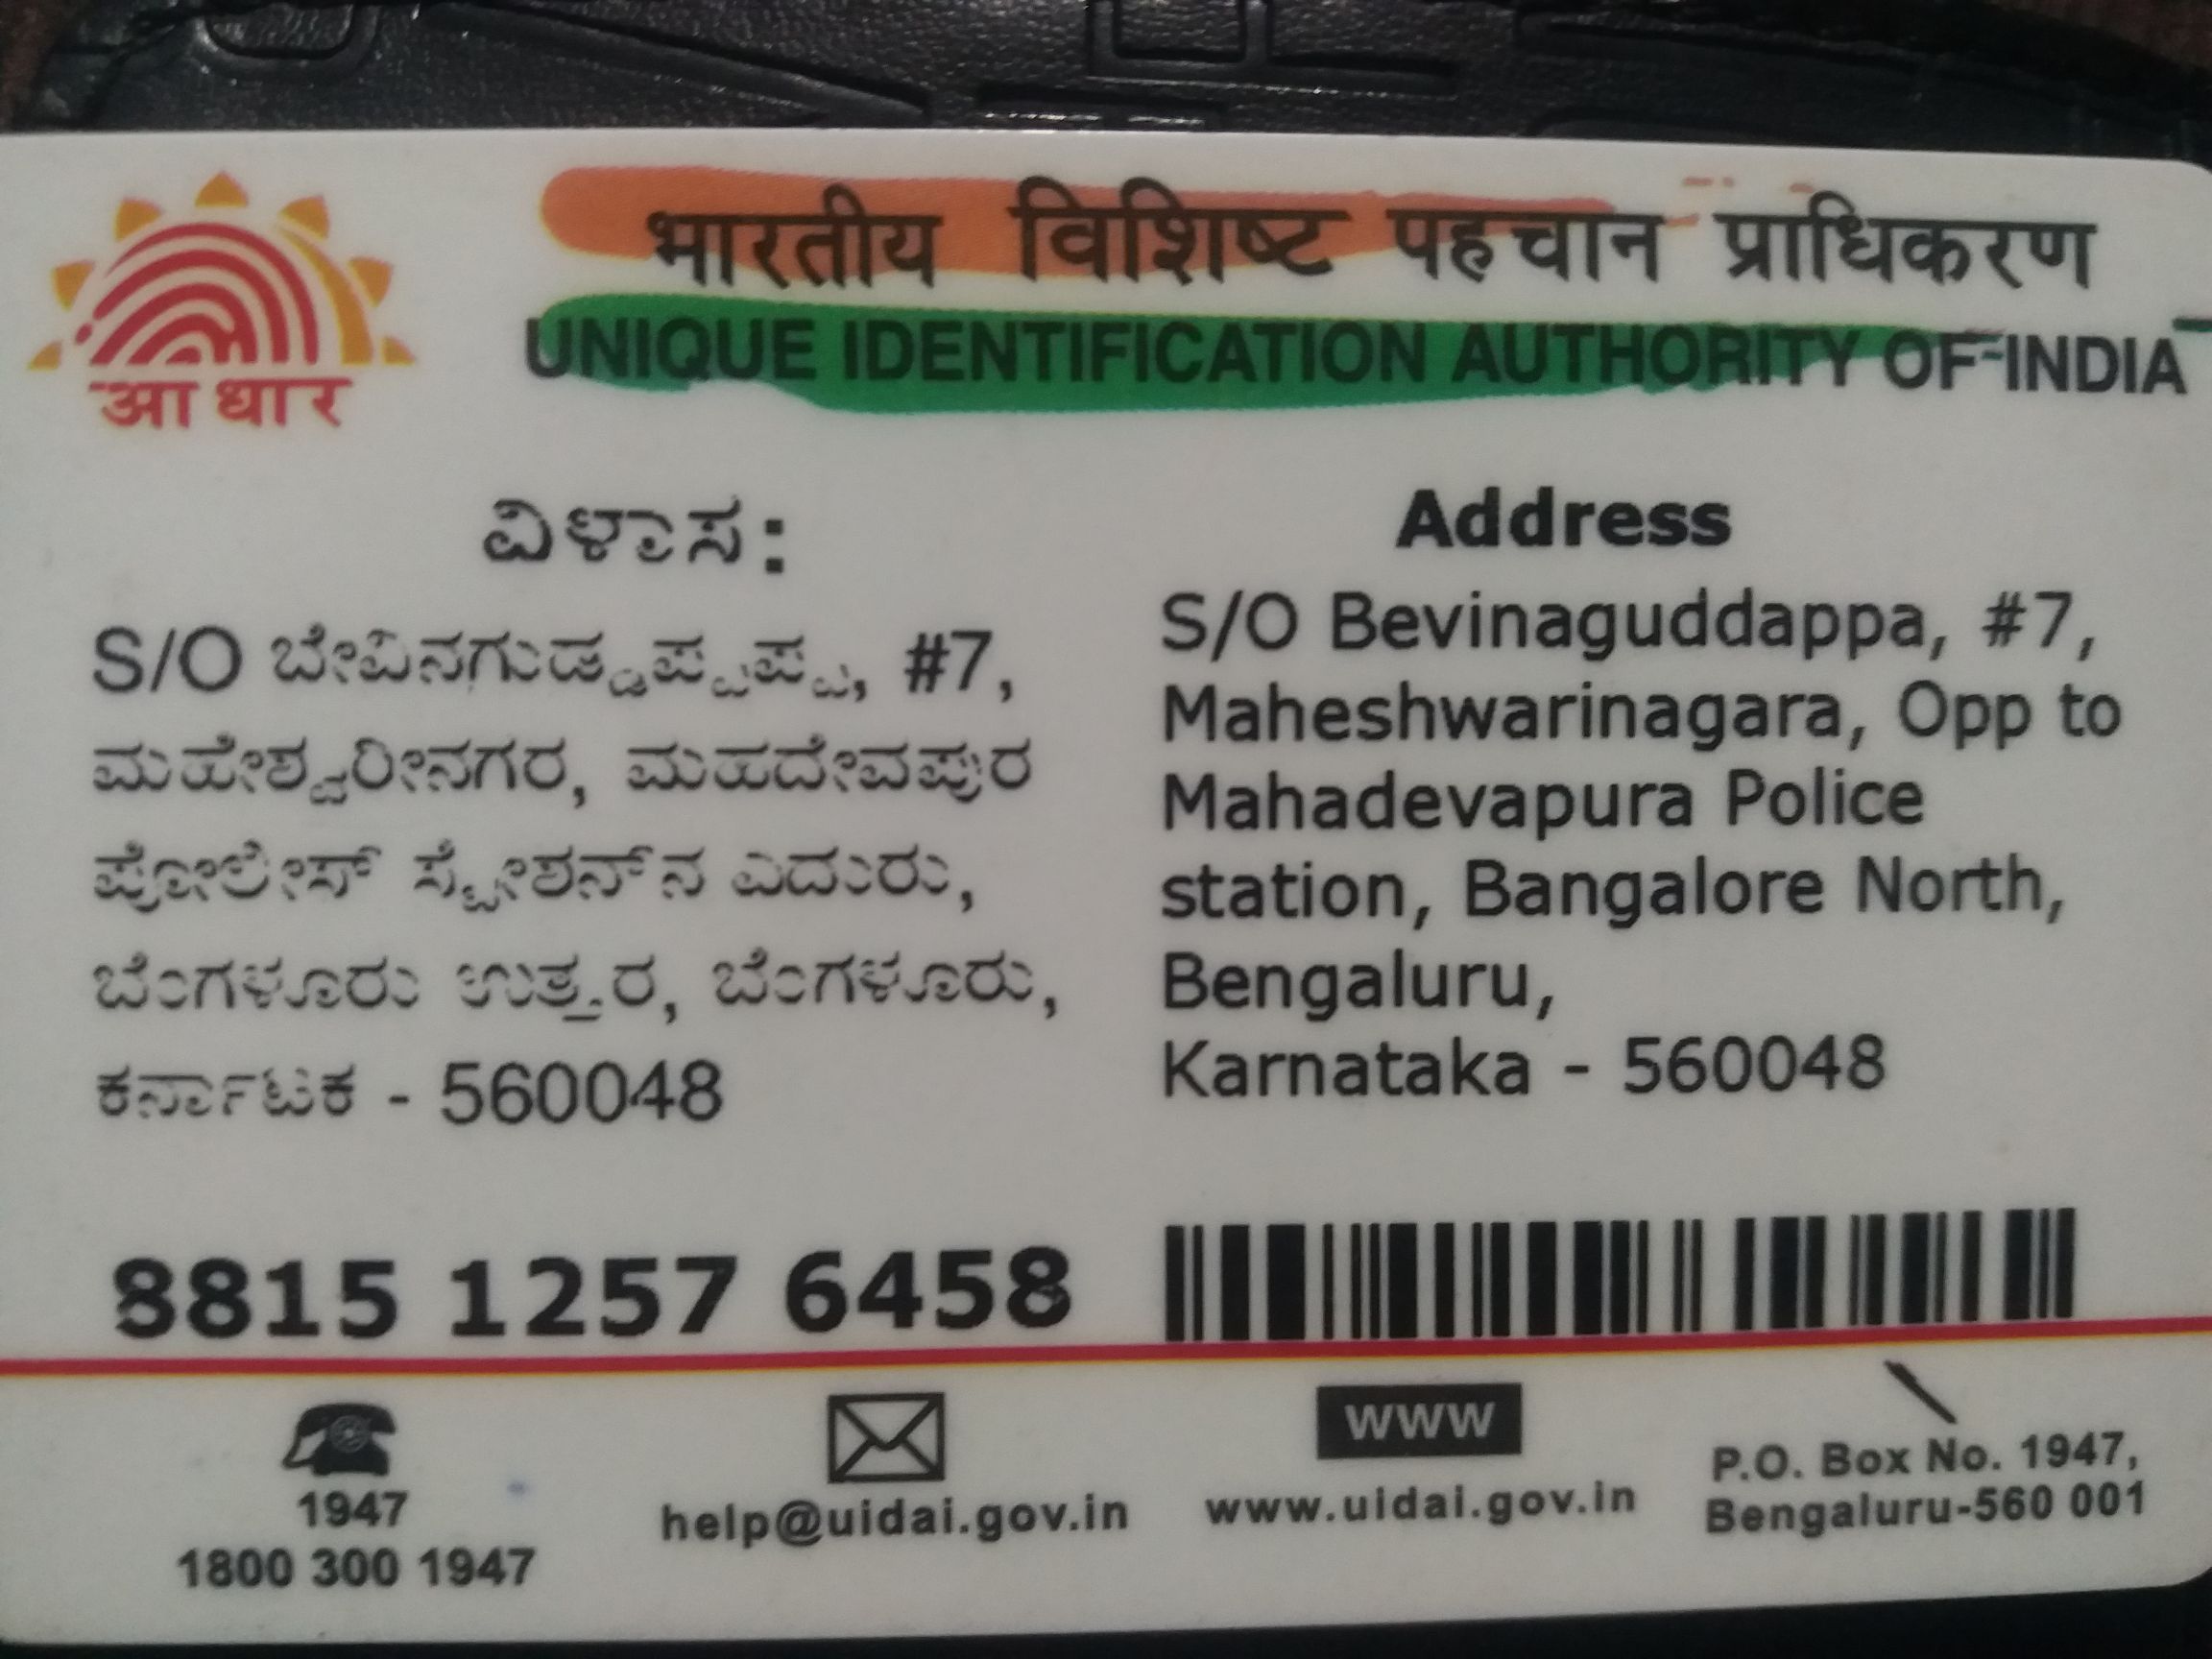 आधार
भारतीय विशिष्ट पहचान प्राधिकरण
UNIQUE IDENTIFICATION AUTHORITY OF INDIA
ವಿಳಾಸ:
S/O ಬೇವಿನಗುಡ್ಡಪ್ಪಪ್ಪ, #7,
ಮಹೇಶ್ವರೀನಗರ, ಮಹದೇವಪುರ
ಪೋಲೀಸ್ ಸ್ಟೇಶನ್‌ನ ಎದುರು,
ಬೆಂಗಳೂರು ಉತ್ತರ, ಬೆಂಗಳೂರು,
ಕರ್ನಾಟಕ - 560048
Address
S/O Bevinaguddappa, #7,
Maheshwarinagara, Opp to
Mahadevapura Police
station, Bangalore North,
Bengaluru,
Karnataka - 560048
8815 1257 6458
1947
1800 300 1947
help@uidai.gov.in
WWW
www.uidai.gov.in
P.O. Box No. 1947,
Bengaluru-560 001